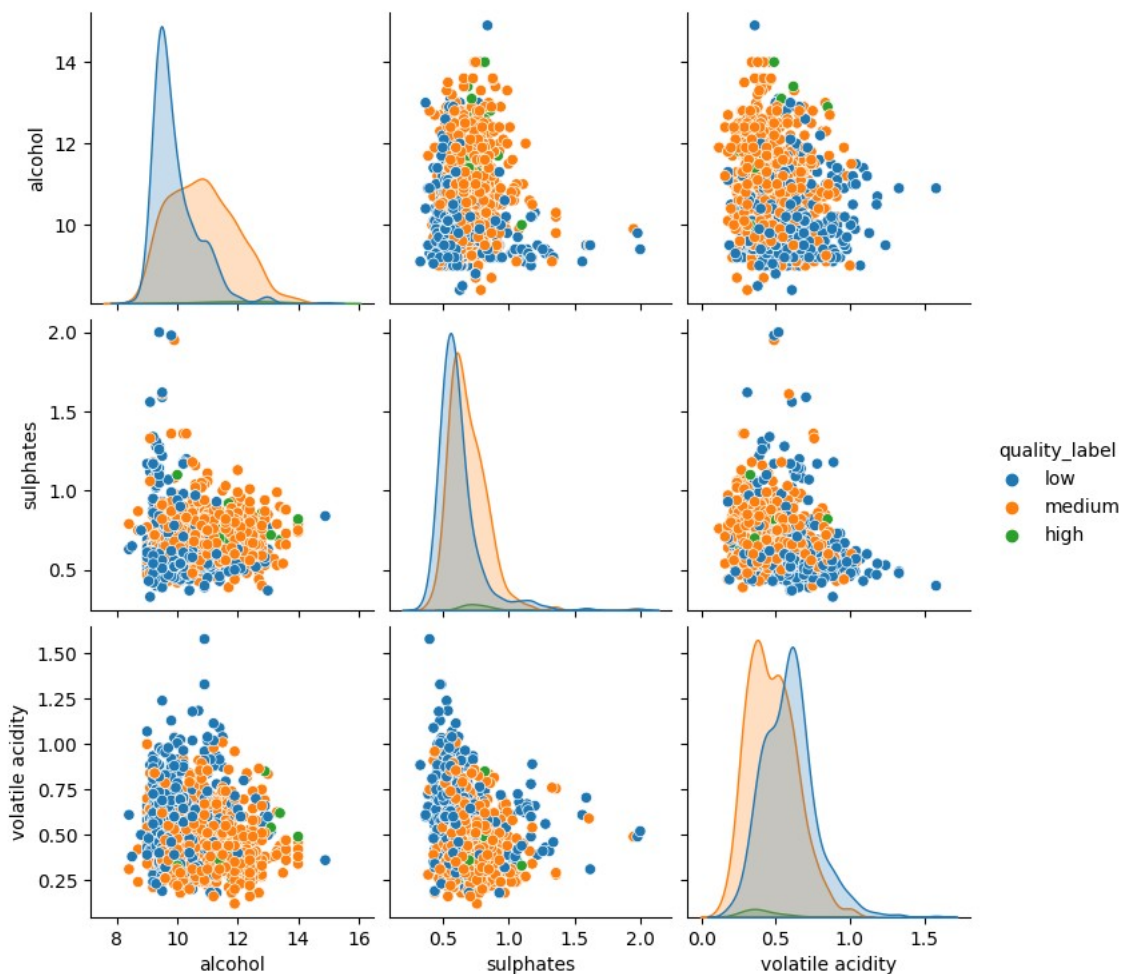 alcohol
14
12
10
sulphates
2.0
1.5
1.0
0.5
volatile acidity
1.50
1.25
1.00
0.75
0.50
0.25
8 10 12 14 16
alcohol
0.5 1.0 1.5 2.0
sulphates
0.0 0.5 1.0 1.5
volatile acidity
quality_label
low
medium
high